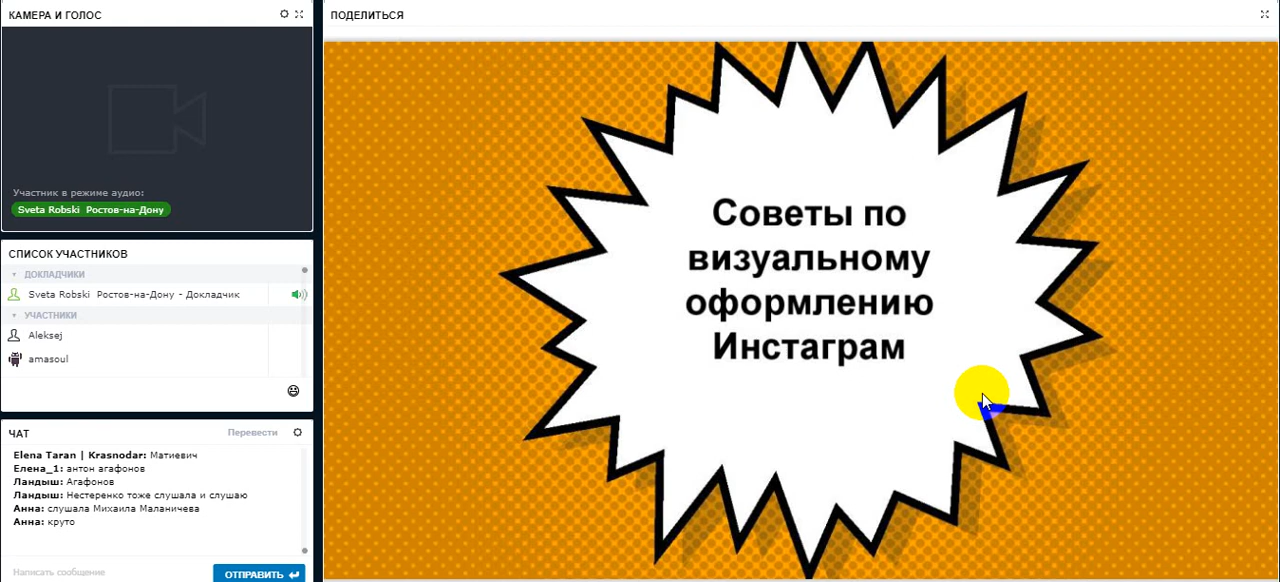 КАМЕРА И ГОЛОС
Участник в режиме аудио:
Sveta Robski Ростов-на-Дону
СПИСОК УЧАСТНИКОВ
ДОКЛАДЧИКИ
Sveta Robski Ростов-на-Дону - Докладчик
УЧАСТНИКИ
Aleksej
amasoul
ЧАТ
Перевести
Elena Taran | Krasnodar: Матиевич
Елена_1: антон агафонов
Ландыш: Агафонов
Ландыш: Нестеренко тоже слушала и слушаю
Анна: слушала Михаила Маланичева
Анна: круто
Написать сообщение
ОТПРАВИТЬ
ПОДЕЛИТЬСЯ
Советы по
визуальному
оформлению
Инстаграм